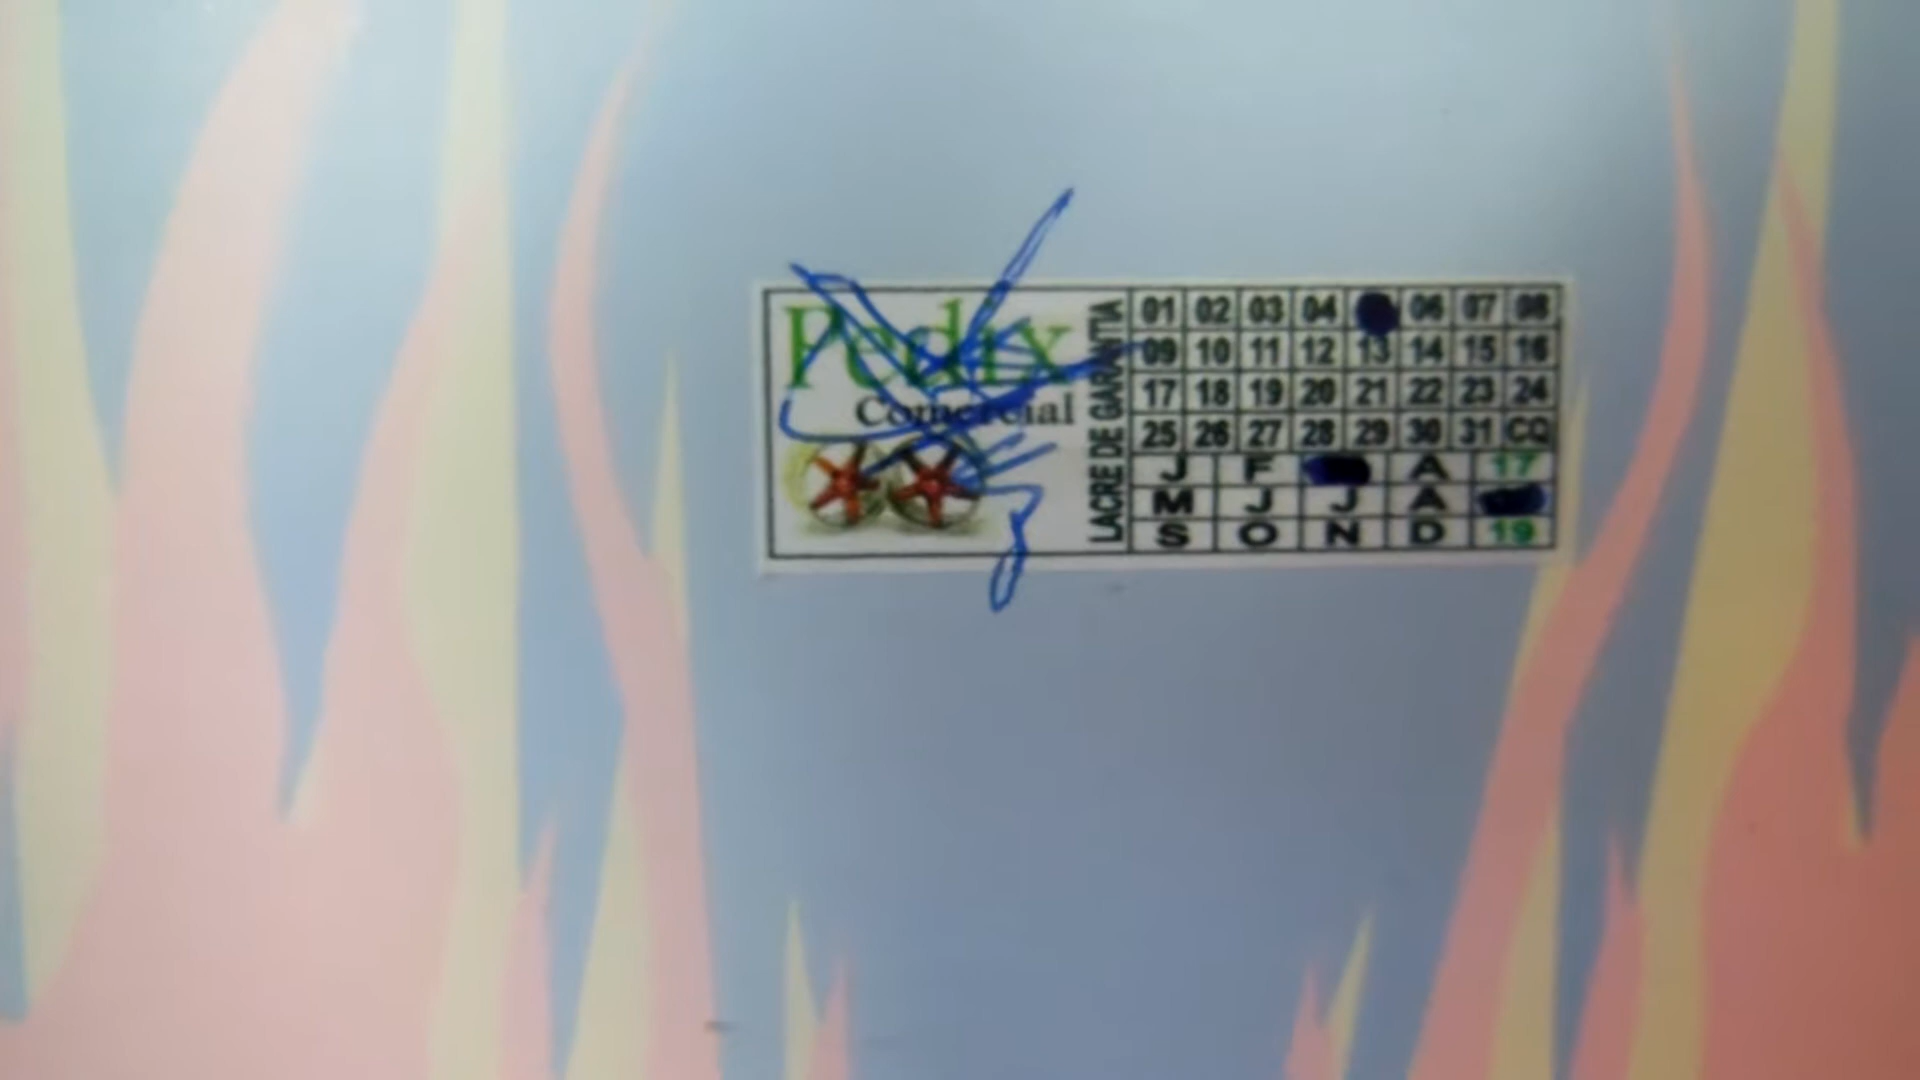 Pedrix
Comercial
LACRE DE GARANTIA
01 02 03 04 06 07 08
09 10 11 12 13 14 15 16
17 18 19 20 21 22 23 24
25 26 27 28 29 30 31 CQ
J F A 17
M J J A
S O N D 19